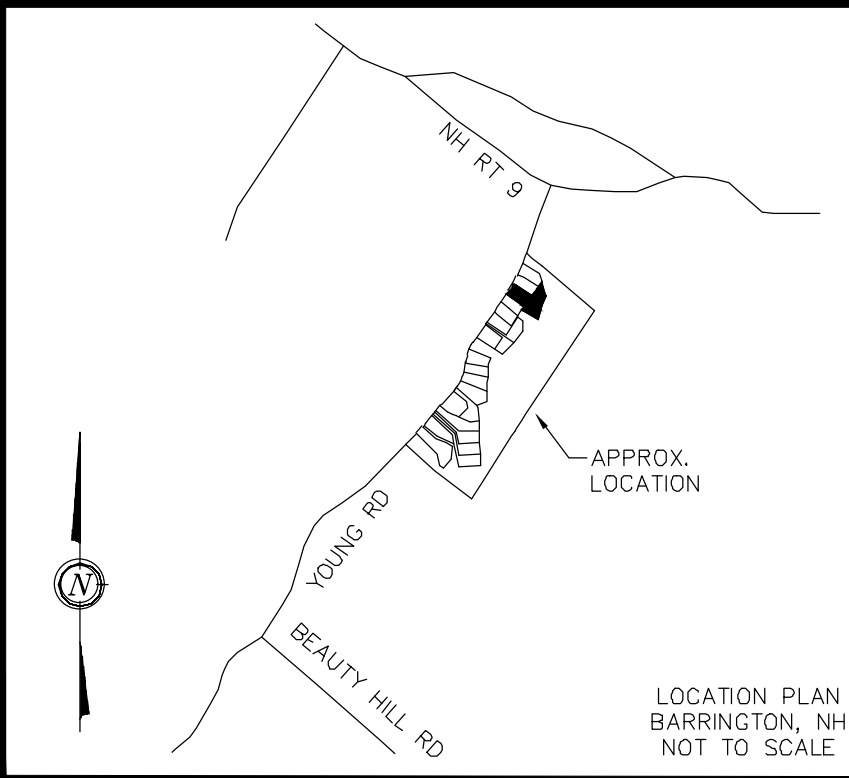 NH RT 9
APPROX.
LOCATION
YOUNG RD
N
BEAUTY HILL RD
LOCATION PLAN
BARRINGTON, NH
NOT TO SCALE